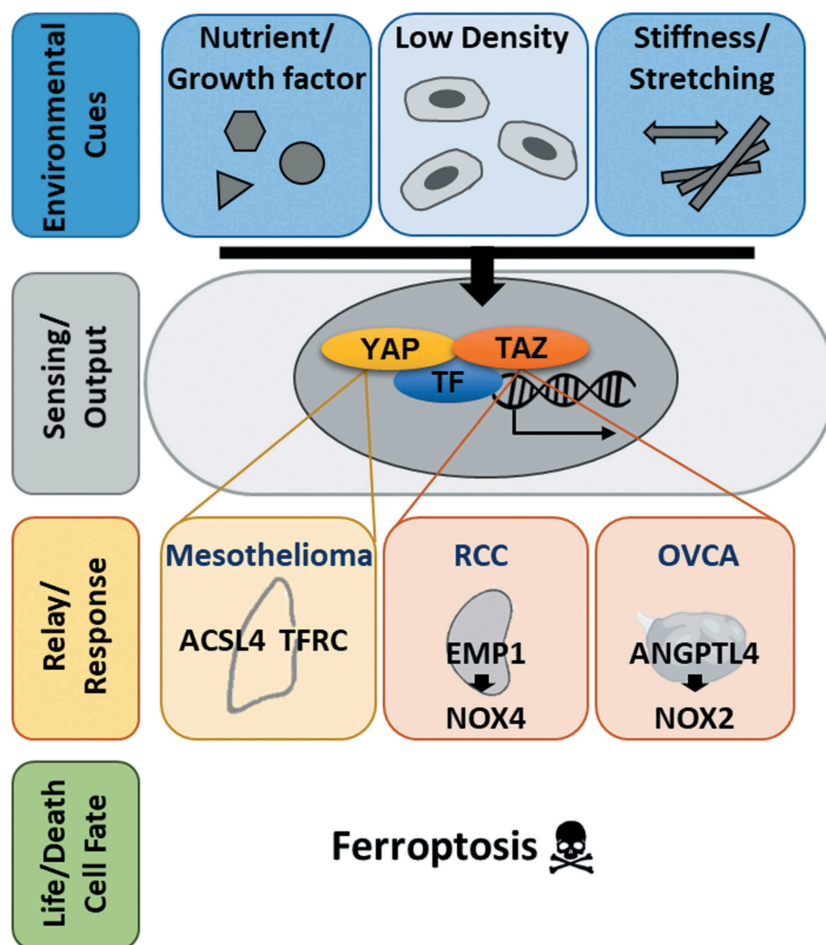 Environmental
Cues
Nutrient/
Growth factor
Low Density
Stiffness/
Stretching
Sensing/
Output
YAP
TAZ
TF
Relay/
Response
Mesothelioma
ACSL4 TFRC
RCC
EMP1
NOX4
OVCA
ANGPTL4
NOX2
Life/Death
Cell Fate
Ferroptosis